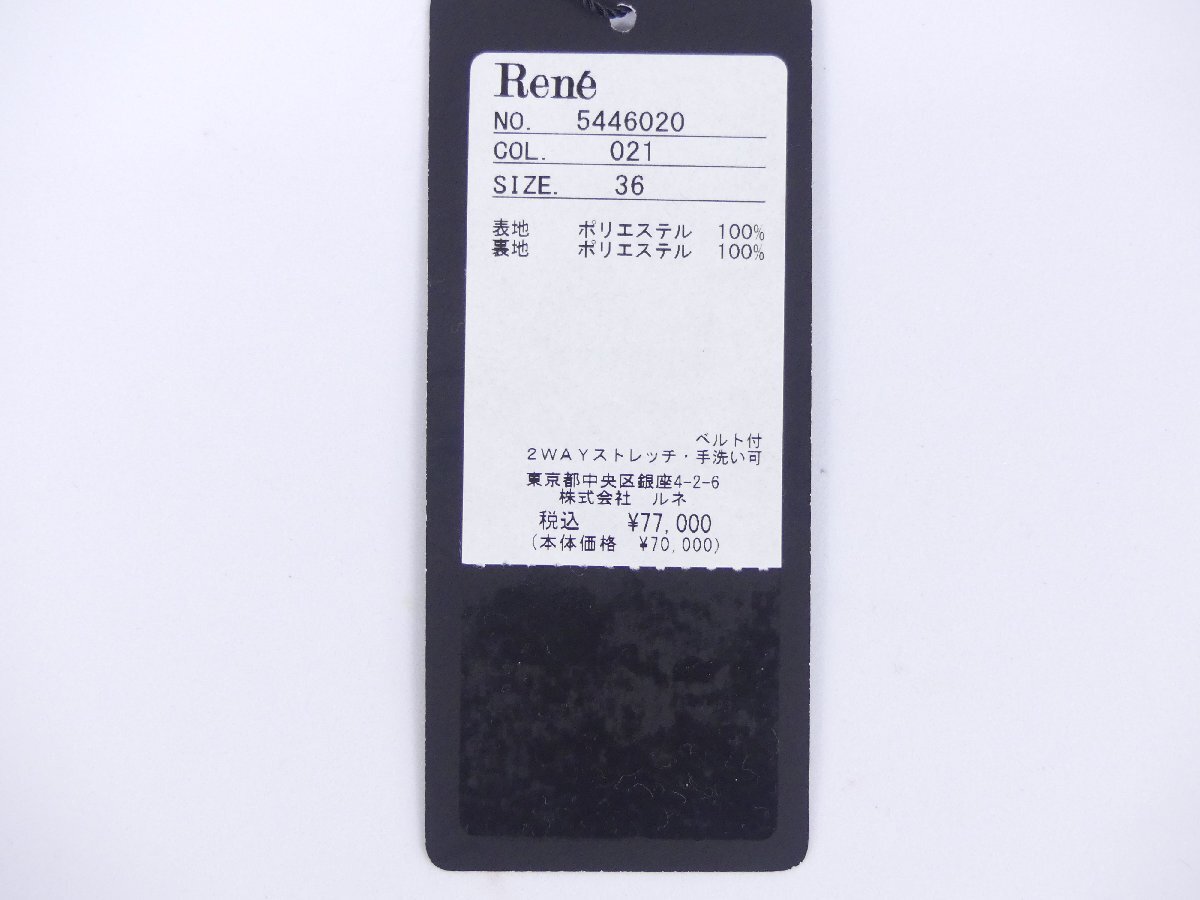 René
NO. 5446020
COL. 021
SIZE. 36
表地 ポリエステル 100%
裏地 ポリエステル 100%
ベルト付
2WAYストレッチ・手洗い可
東京都中央区銀座4-2-6
株式会社 ルネ
税込 ¥77,000
(本体価格 ¥70,000)